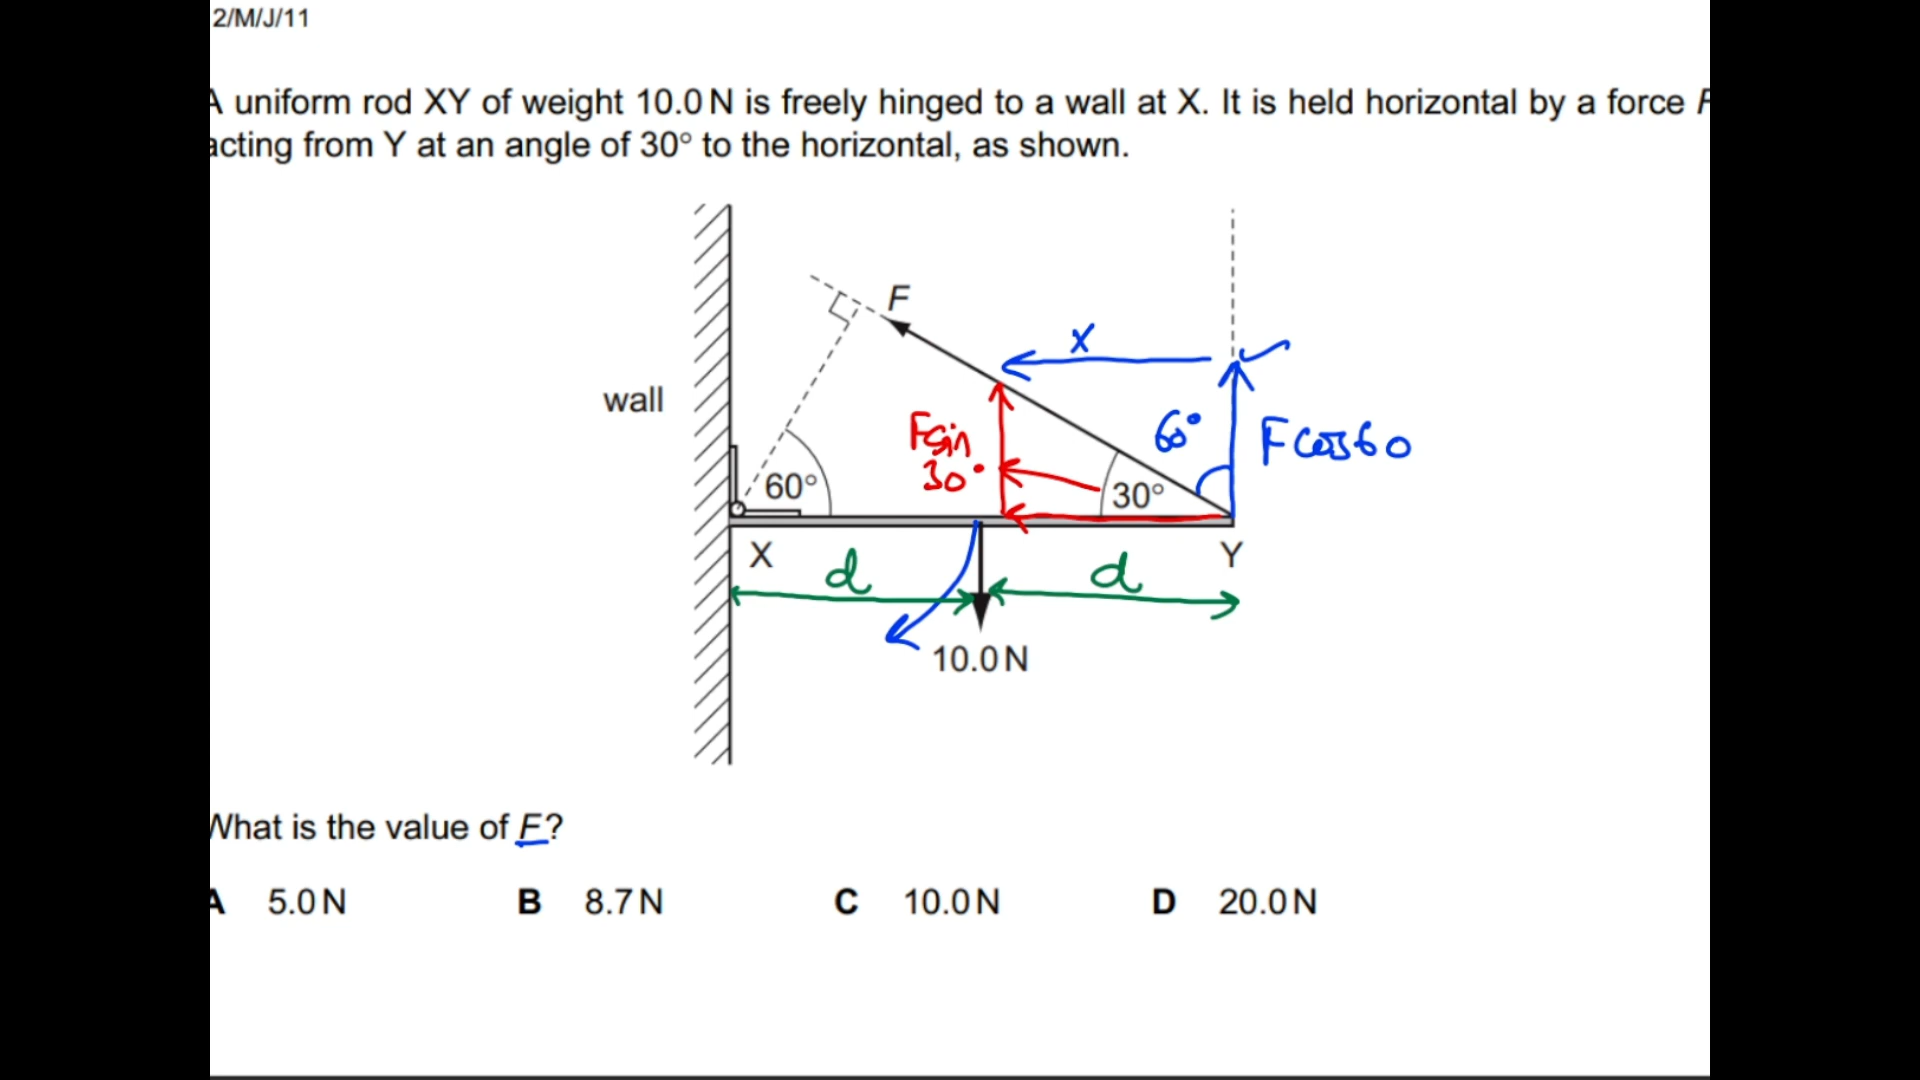 2/M/J/11
A uniform rod XY of weight 10.0 N is freely hinged to a wall at X. It is held horizontal by a force F
acting from Y at an angle of 30° to the horizontal, as shown.
F
x
wall
60°
F cos60
Fsin
30°
60°
30°
X
Y
d
d
10.0 N
What is the value of F?
A 5.0 N B 8.7 N C 10.0 N D 20.0 N